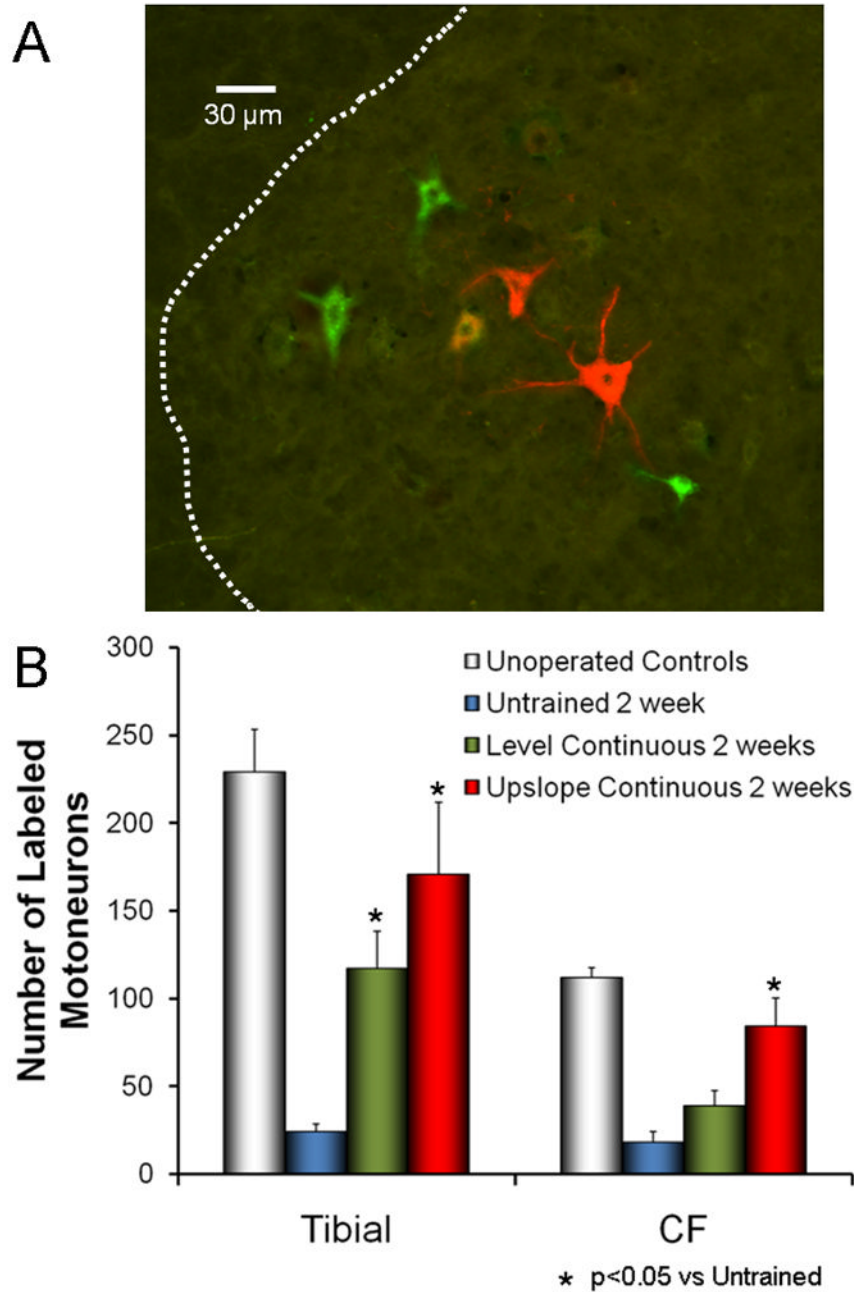 A
30 µm
B
300
250
200
150
100
50
0
Number of Labeled
Motoneurons
Unoperated Controls
Untrained 2 week
Level Continuous 2 weeks
Upslope Continuous 2 weeks
*
*
*
Tibial
CF
* p<0.05 vs Untrained